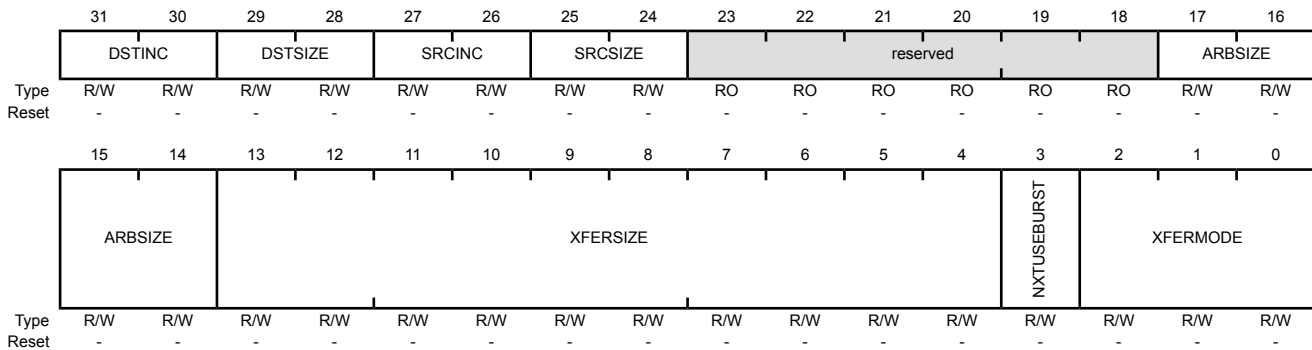 31 30 29 28 27 26 25 24 23 22 21 20 19 18 17 16
DSTINC DSTSIZE SRCINC SRCSIZE reserved ARBSIZE
Type R/W R/W R/W R/W R/W R/W R/W R/W RO RO RO RO RO RO R/W R/W
Reset - - - - - - - - - - - - - - - -
15 14 13 12 11 10 9 8 7 6 5 4 3 2 1 0
ARBSIZE XFERSIZE NXTUSEBURST XFERMODE
Type R/W R/W R/W R/W R/W R/W R/W R/W R/W R/W R/W R/W R/W R/W R/W R/W
Reset - - - - - - - - - - - - - - - -